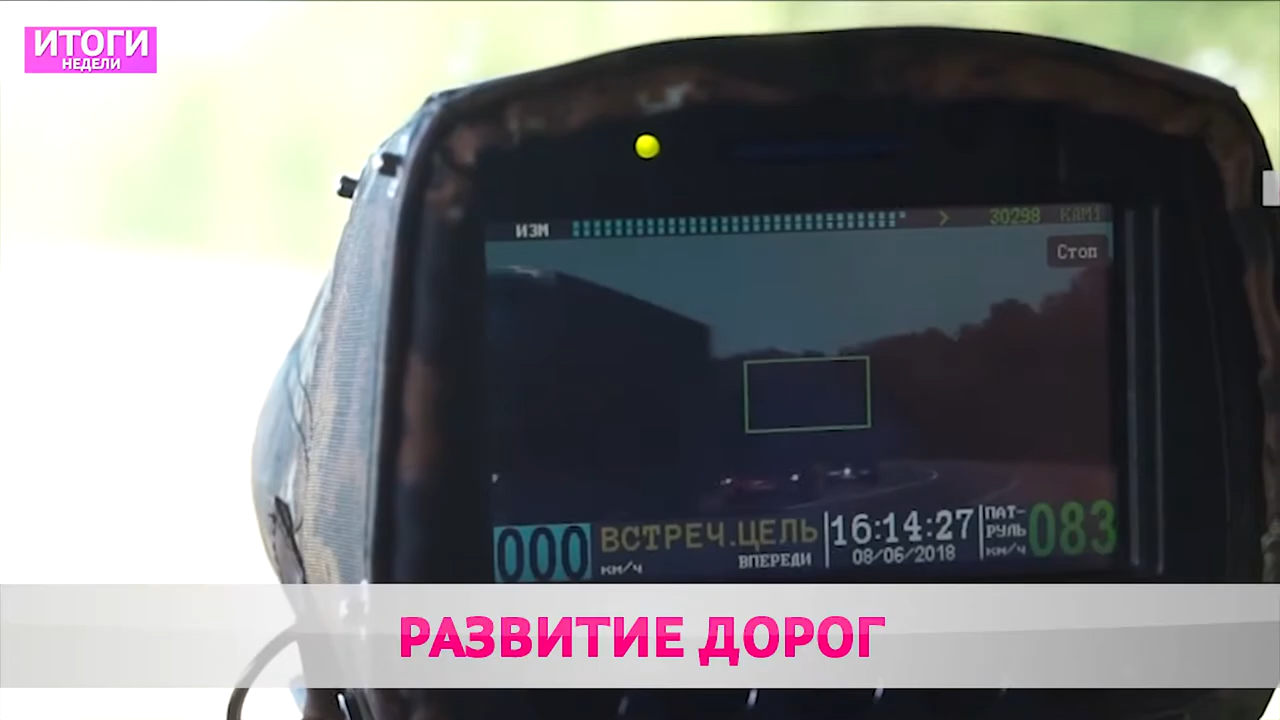 ИТОГИ
НЕДЕЛИ
ИЗМ > 30298 КАМ1
Стоп
000 км/ч ВСТРЕЧ.ЦЕЛЬ
ВПЕРЕДИ
16:14:27
08/06/2018
ПАТ-
РУЛЬ
км/ч
083
РАЗВИТИЕ ДОРОГ